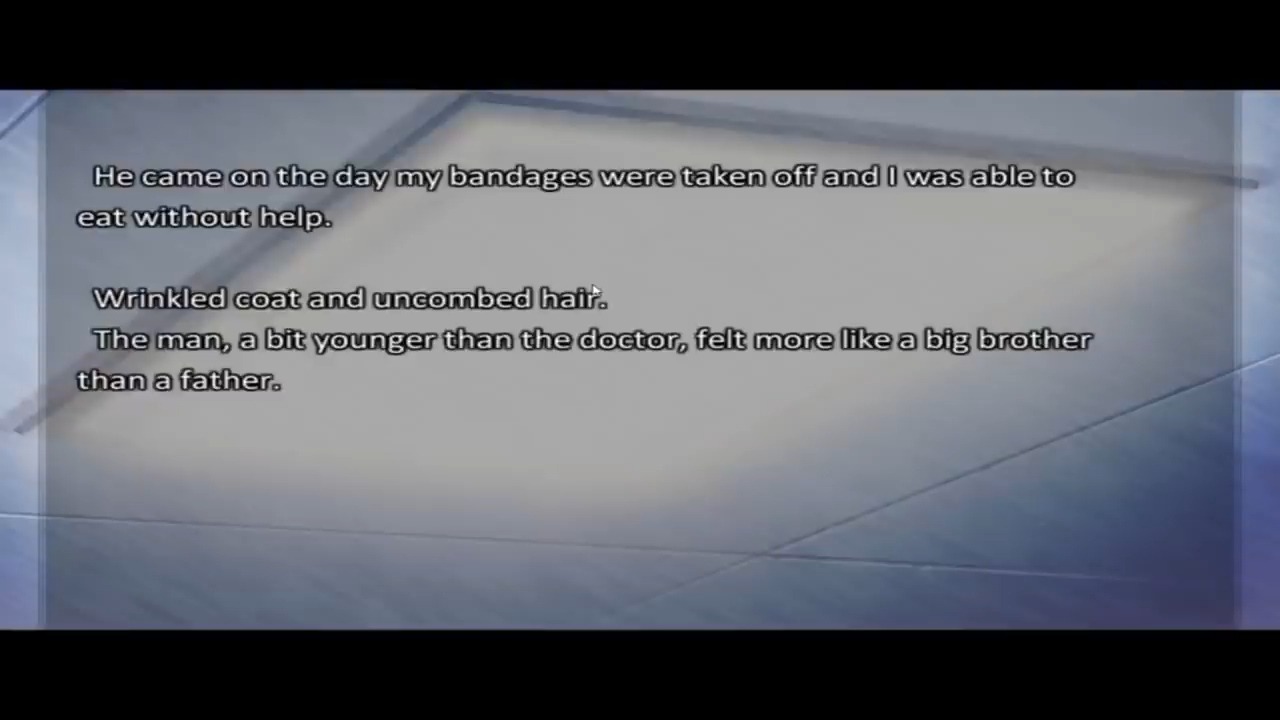 He came on the day my bandages were taken off and I was able to
eat without help.
Wrinkled coat and uncombed hair.
The man, a bit younger than the doctor, felt more like a big brother
than a father.